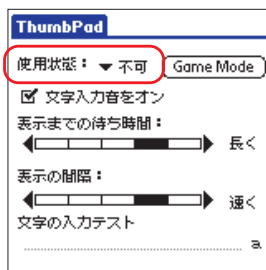 ThumbPad
使用状態： 不可 Game Mode
文字入力音をオン
表示までの待ち時間：
長く
表示の間隔：
速く
文字の入力テスト
a